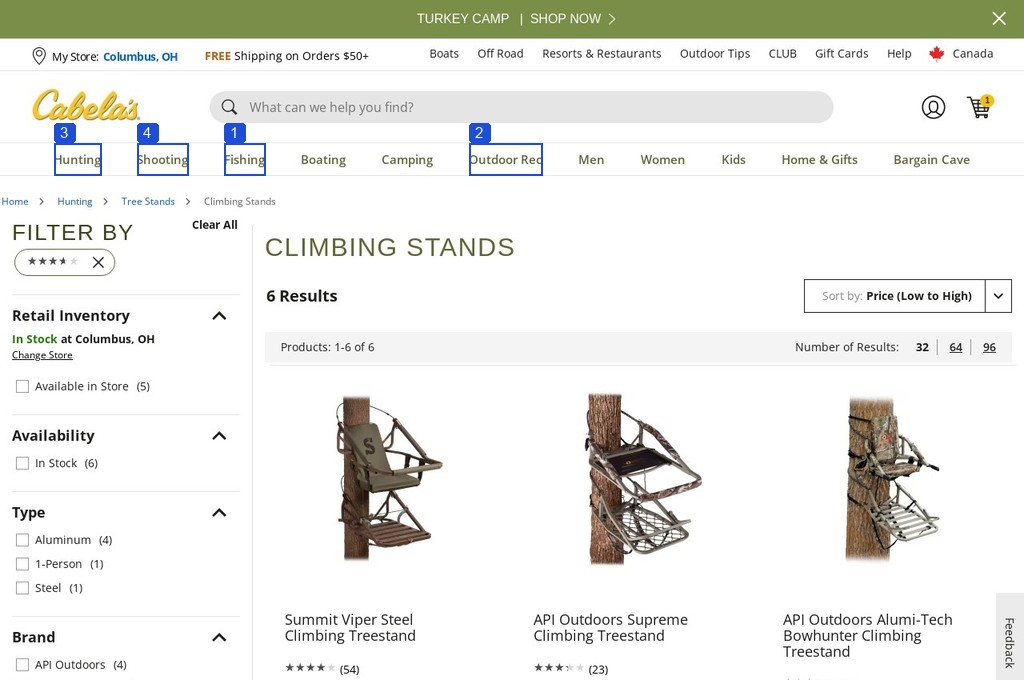 TURKEY CAMP | SHOP NOW
My Store: Columbus, OH FREE Shipping on Orders $50+ Boats Off Road Resorts & Restaurants Outdoor Tips CLUB Gift Cards Help Canada
Cabela's What can we help you find? 1
3 4 1 2
Hunting Shooting Fishing Boating Camping Outdoor Rec Men Women Kids Home & Gifts Bargain Cave
Home Hunting Tree Stands Climbing Stands
FILTER BY Clear All
CLIMBING STANDS
6 Results Sort by: Price (Low to High)
Retail Inventory
In Stock at Columbus, OH
Change Store
Products: 1-6 of 6 Number of Results: 32 64 96
Available in Store (5)
Availability
In Stock (6)
Type
Aluminum (4)
1-Person (1)
Steel (1)
Brand
API Outdoors (4)
S
Summit Viper Steel
Climbing Treestand
(54)
API Outdoors Supreme
Climbing Treestand
(23)
API Outdoors Alumi-Tech
Bowhunter Climbing
Treestand
Feedback